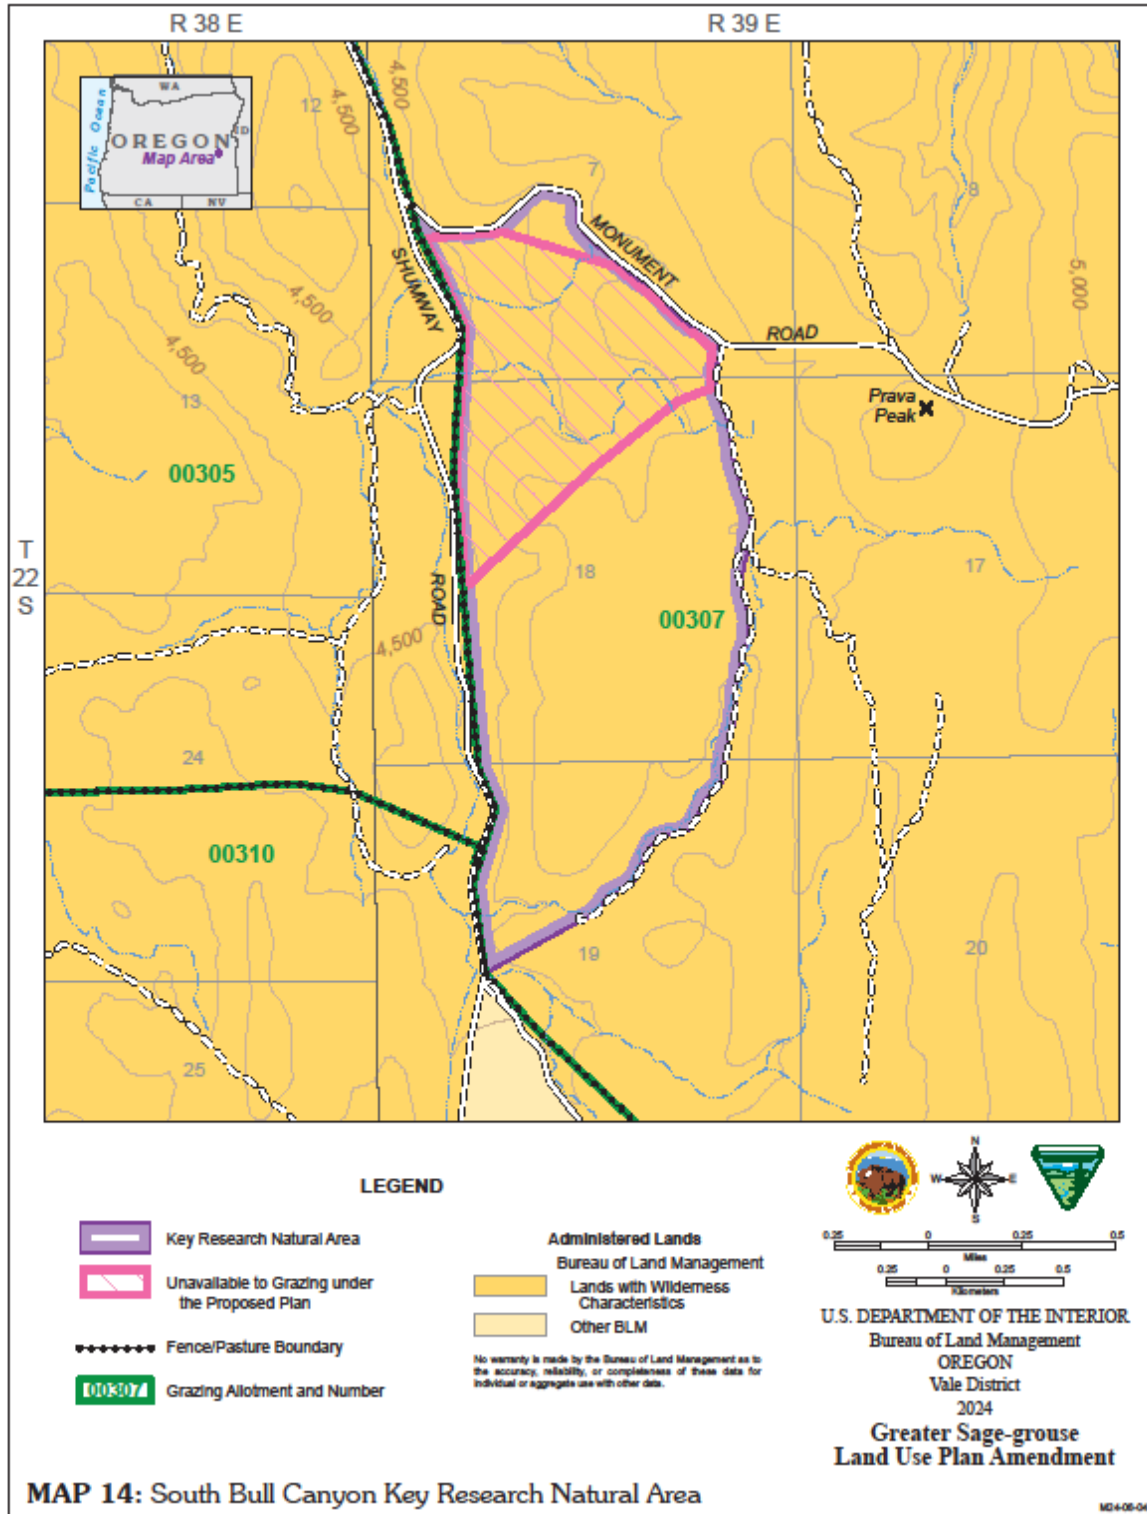 R 38 E
R 39 E
WA
Pacific Ocean
OREGON
Map Area
CA
NV
12
4,500
4,500
7
8
MONUMENT
SHUMWAY
5,000
4,500
ROAD
4,500
13
Prava
Peak
00305
T
22
S
18
17
ROAD
00307
4,500
24
00310
19
20
25
LEGEND
Key Research Natural Area
Unavailable to Grazing under
the Proposed Plan
Fence/Pasture Boundary
00307
Grazing Allotment and Number
Administered Lands
Bureau of Land Management
Lands with Wilderness
Characteristics
Other BLM
No warranty is made by the Bureau of Land Management as to
the accuracy, reliability, or completeness of these data for
individual or aggregate use with other data.
N
W
E
S
0.25 0 0.25 0.5
Miles
0.25 0 0.25 0.5
Kilometers
U.S. DEPARTMENT OF THE INTERIOR
Bureau of Land Management
OREGON
Vale District
2024
Greater Sage-grouse
Land Use Plan Amendment
MAP 14: South Bull Canyon Key Research Natural Area
M24-06-04